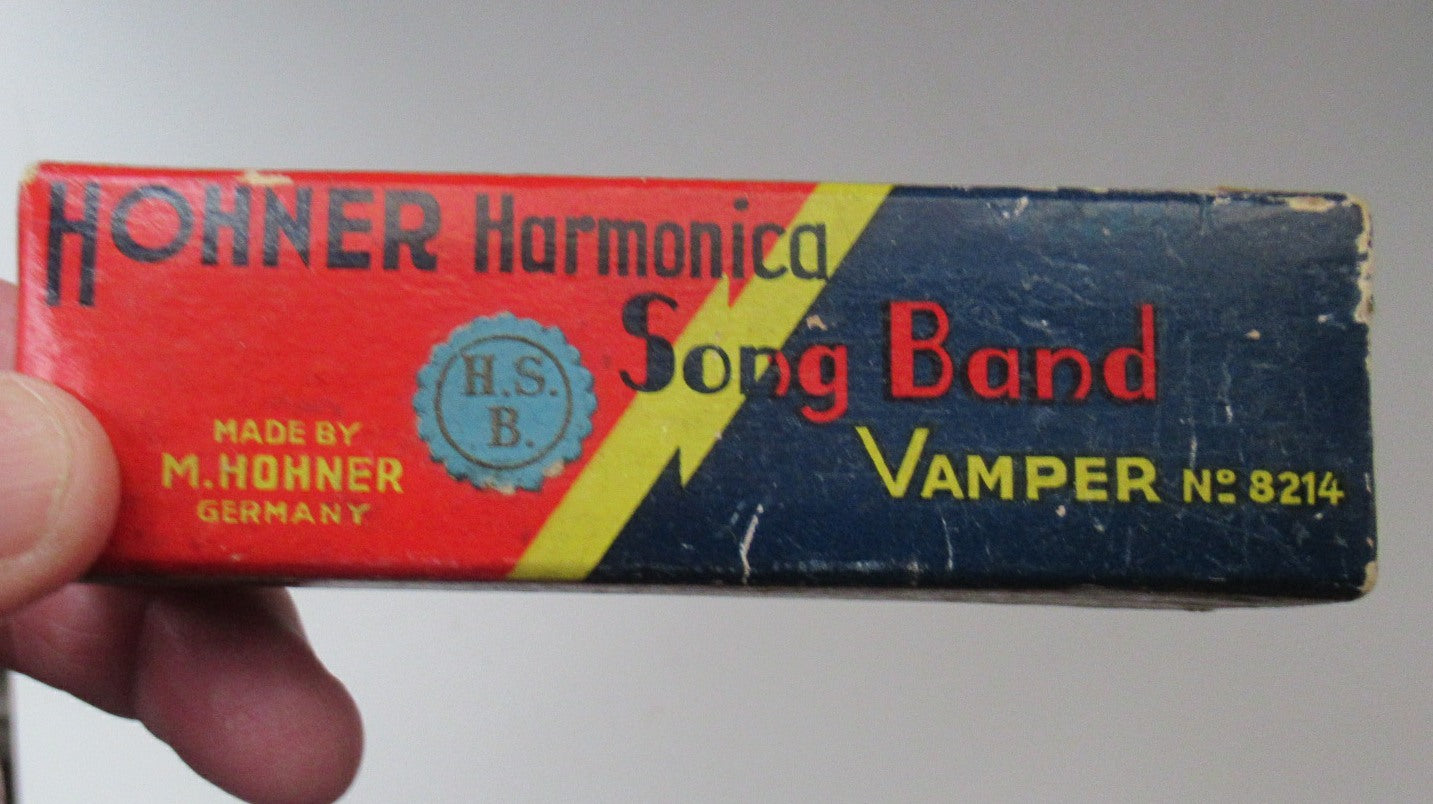 HOHNER Harmonica
Song Band
VAMPER Nº 8214
H.S.
B.
MADE BY
M. HOHNER
GERMANY